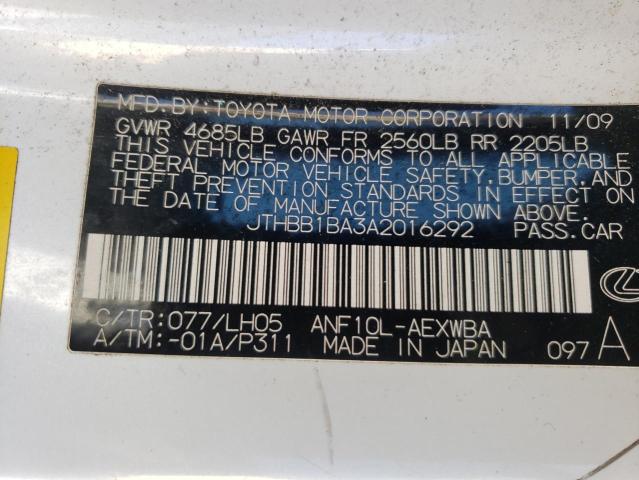 MFD.BY:TOYOTA MOTOR CORPORATION 11/09
GVWR 4685LB GAWR FR 2560LB RR 2205LB
THIS VEHICLE CONFORMS TO ALL APPLICABLE
FEDERAL MOTOR VEHICLE SAFETY,BUMPER,AND
THEFT PREVENTION STANDARDS IN EFFECT ON
THE DATE OF MANUFACTURE SHOWN ABOVE.
JTHBB1BA3A2016292 PASS.CAR
C/TR:077/LH05 ANF10L-AEXWBA
A/TM:-01A/P311 MADE IN JAPAN 097 A